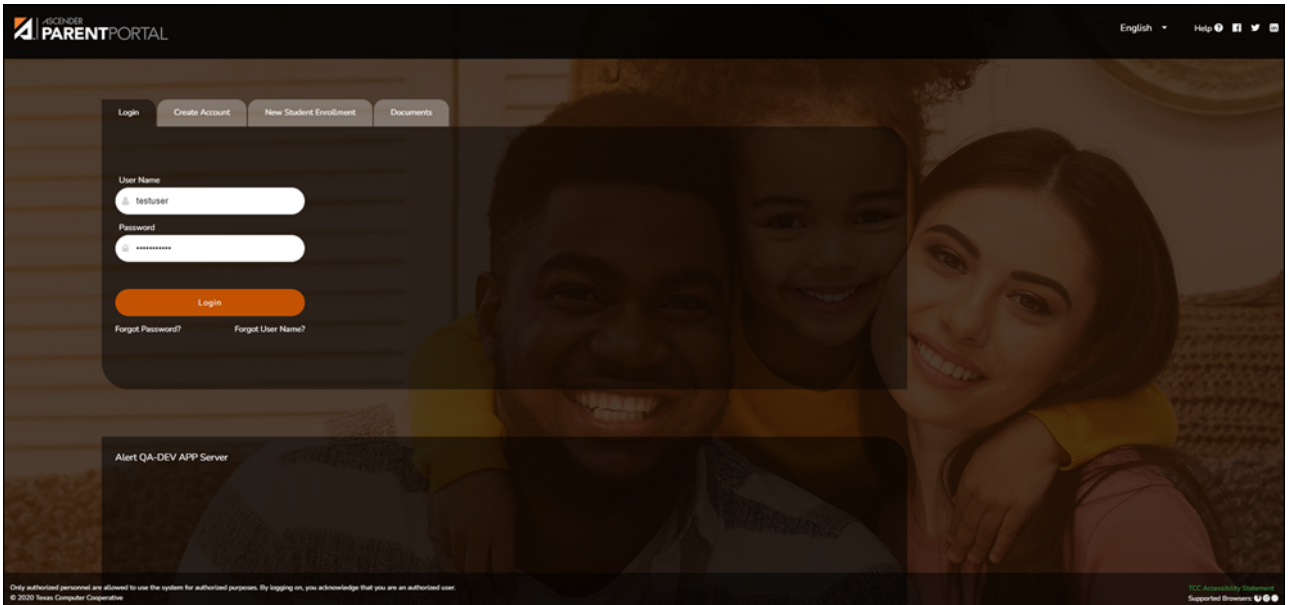 ASCENDER
PARENTPORTAL
English
Help
Login
Create Account
New Student Enrollment
Documents
User Name
testuser
Password
•••••••••••
Login
Forgot Password?
Forgot User Name?
Alert QA-DEV APP Server
Only authorized personnel are allowed to use the system for authorized purposes. By logging on, you acknowledge that you are an authorized user.
© 2020 Texas Computer Cooperative
TCC Accessibility Statement
Supported Browsers: